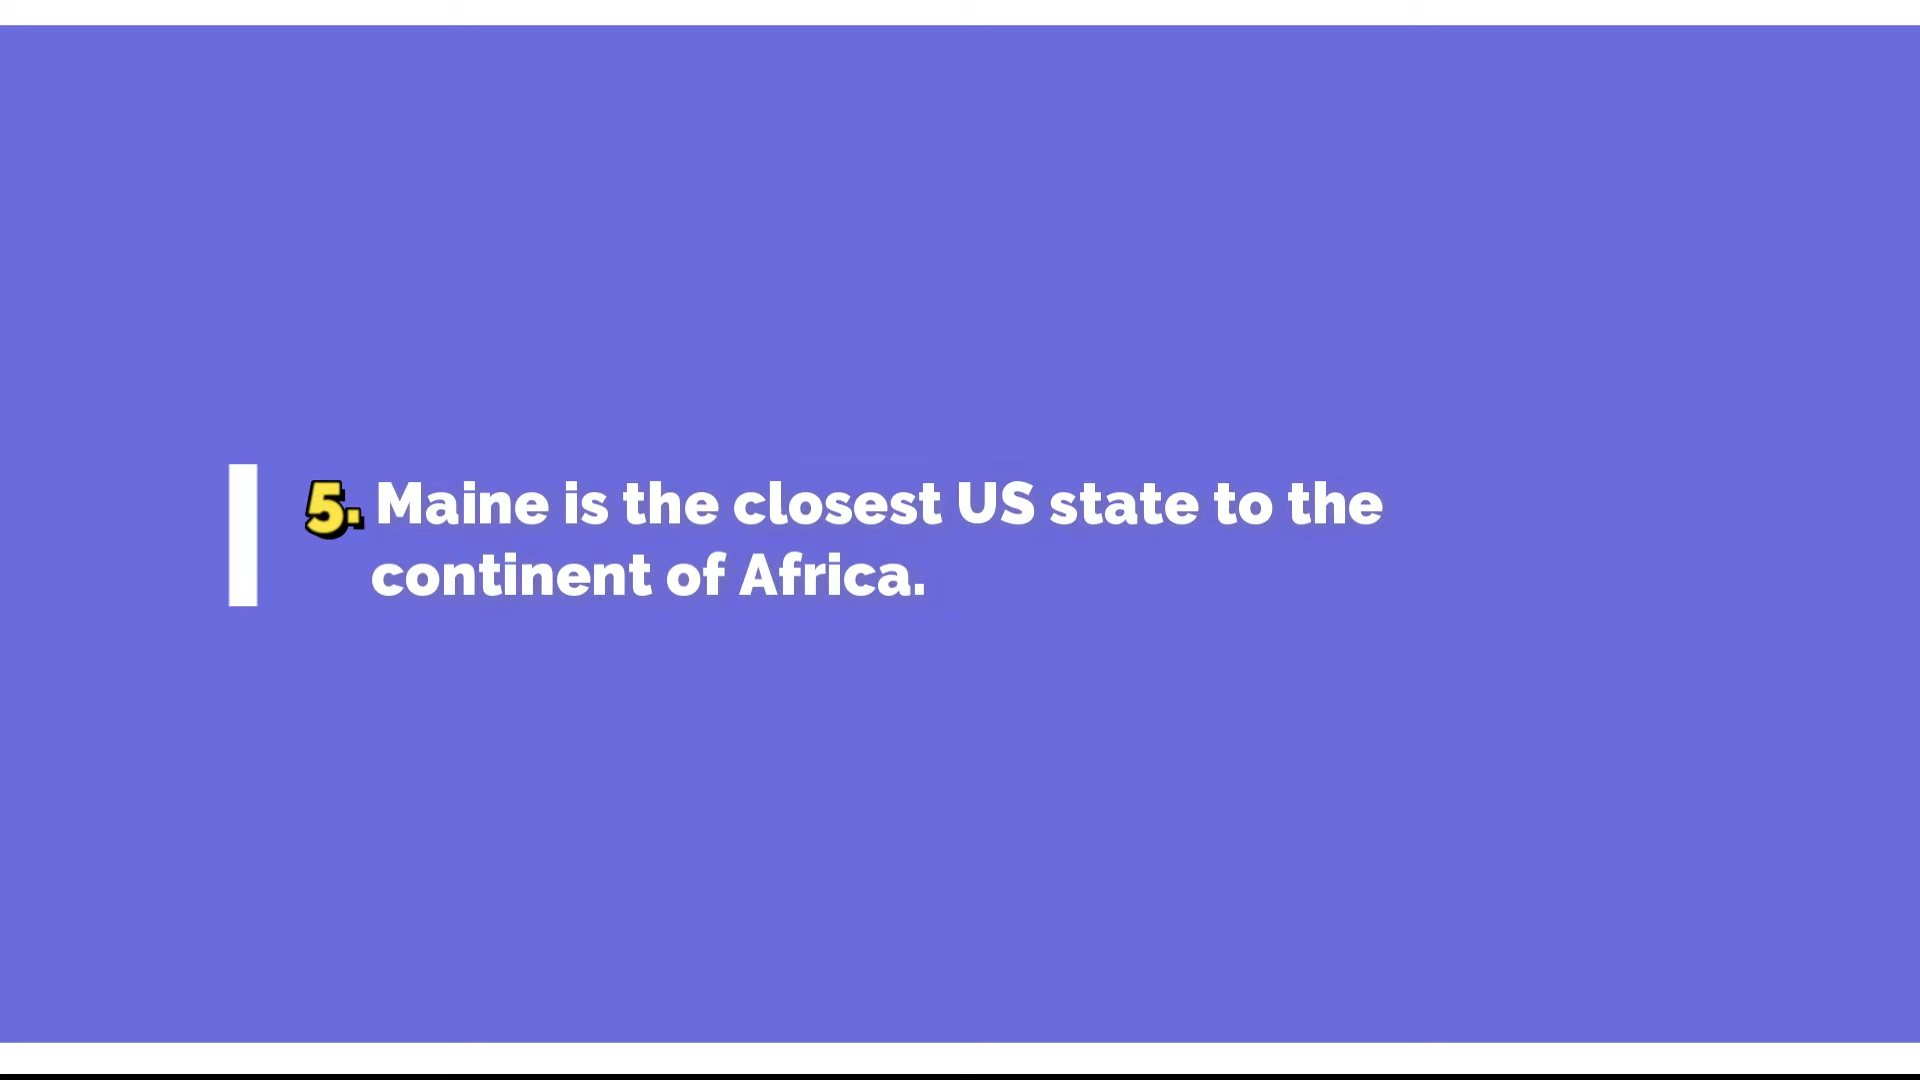 5. Maine is the closest US state to the
continent of Africa.